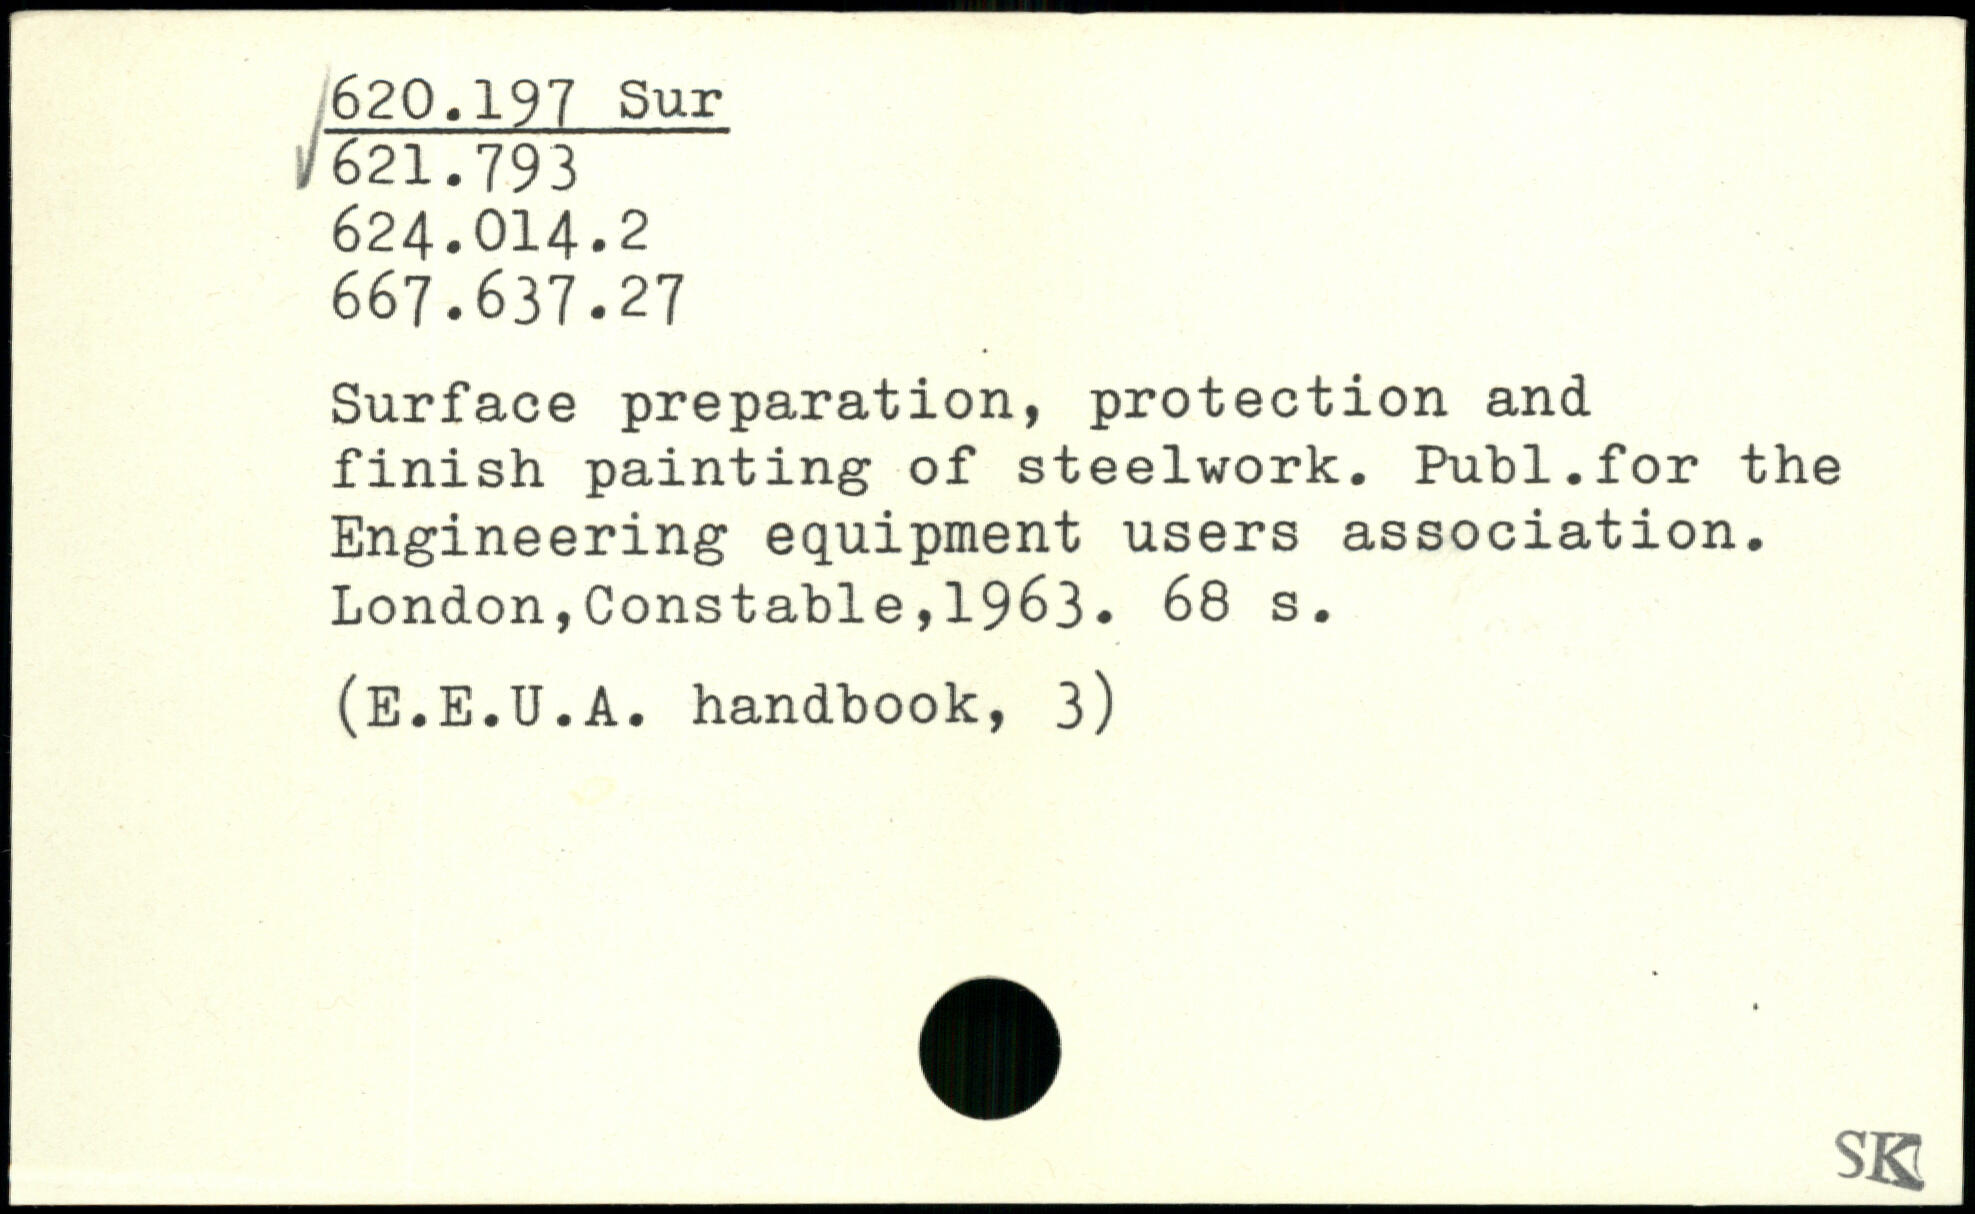 620.197 Sur
621.793
624.014.2
667.637.27
Surface preparation, protection and
finish painting of steelwork. Publ.for the
Engineering equipment users association.
London,Constable,1963. 68 s.
(E.E.U.A. handbook, 3)
SK